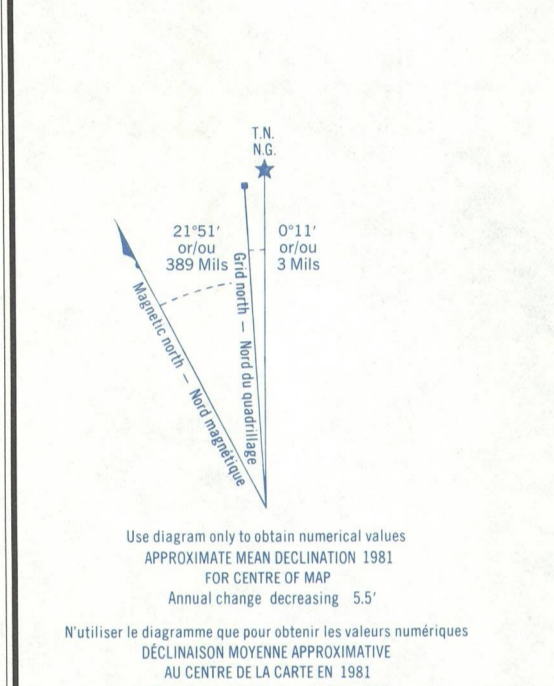 T.N.
N.G.
21°51′
or/ou
389 Mils
0°11′
or/ou
3 Mils
Grid north – Nord du quadrillage
Magnetic north – Nord magnétique
Use diagram only to obtain numerical values
APPROXIMATE MEAN DECLINATION 1981
FOR CENTRE OF MAP
Annual change decreasing 5.5′
N'utiliser le diagramme que pour obtenir les valeurs numériques
DÉCLINAISON MOYENNE APPROXIMATIVE
AU CENTRE DE LA CARTE EN 1981